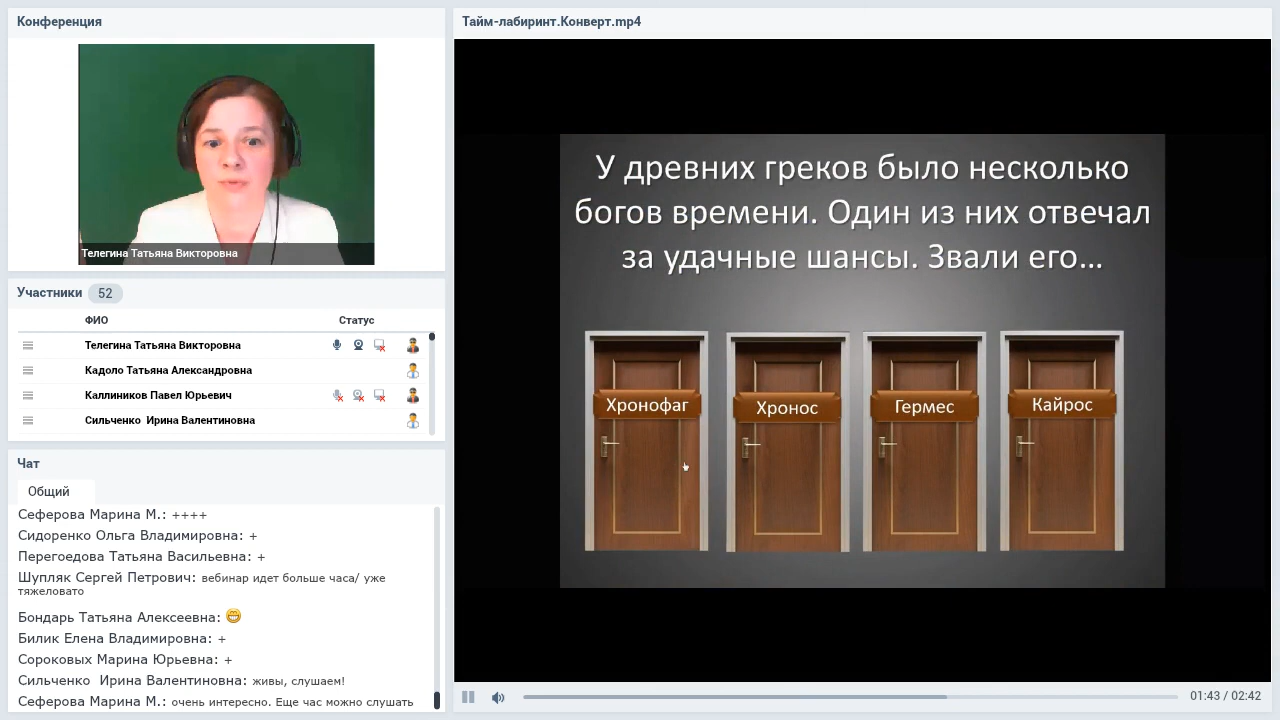 Конференция
Телегина Татьяна Викторовна
Участники 52
ФИО Статус
Телегина Татьяна Викторовна
Кадоло Татьяна Александровна
Каллиников Павел Юрьевич
Сильченко  Ирина Валентиновна
Чат
Общий
Сеферова Марина М.: ++++
Сидоренко Ольга Владимировна: +
Перегоедова Татьяна Васильевна: +
Шупляк Сергей Петрович: вебинар идет больше часа/ уже
тяжеловато
Бондарь Татьяна Алексеевна:
Билик Елена Владимировна: +
Сороковых Марина Юрьевна: +
Сильченко  Ирина Валентиновна: живы, слушаем!
Сеферова Марина М.: очень интересно. Еще час можно слушать
Тайм-лабиринт.Конверт.mp4
У древних греков было несколько
богов времени. Один из них отвечал
за удачные шансы. Звали его...
Хронофаг
Хронос
Гермес
Кайрос
01:43 / 02:42